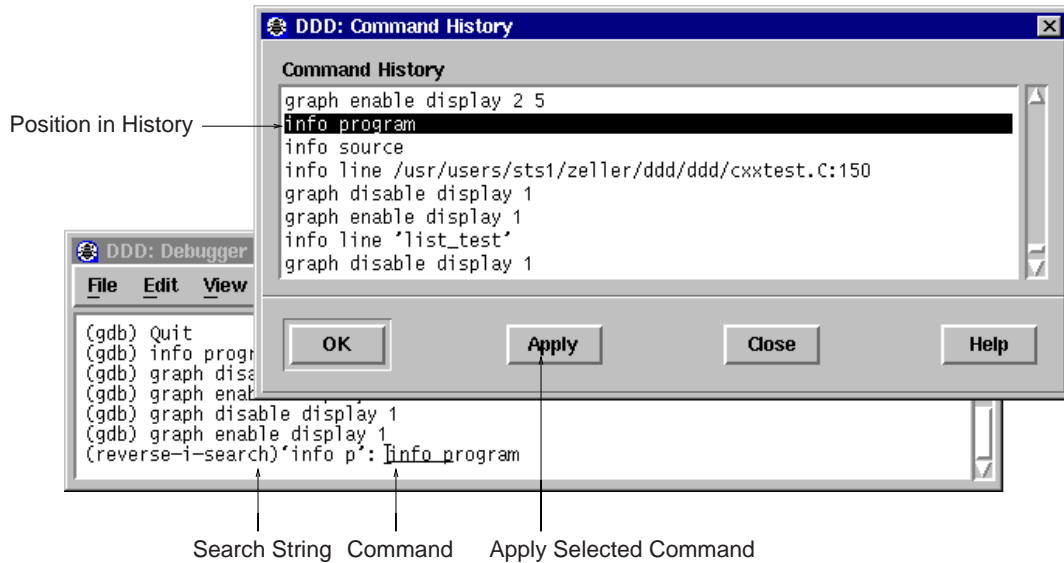 DDD: Command History
Command History
graph enable display 2 5
Position in History
info program
info source
info line /usr/users/sts1/zeller/ddd/ddd/cxxtest.C:150
graph disable display 1
graph enable display 1
info line 'list_test'
graph disable display 1
OK Apply Close Help
DDD: Debugger
File Edit View
(gdb) Quit
(gdb) info progr
(gdb) graph disa
(gdb) graph enab
(gdb) graph disable display 1
(gdb) graph enable display 1
(reverse-i-search)'info p': info program
Search String Command Apply Selected Command